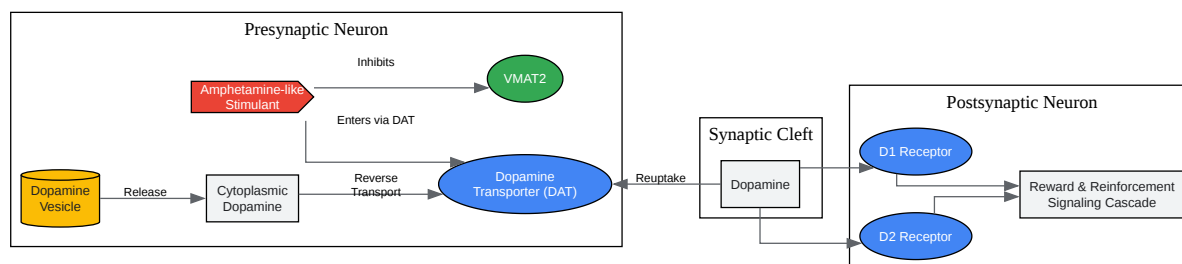 Presynaptic Neuron
Inhibits
VMAT2
Amphetamine-like
Stimulant
Enters via DAT
Dopamine
Vesicle
Release
Cytoplasmic
Dopamine
Reverse
Transport
Dopamine
Transporter (DAT)
Reuptake
Synaptic Cleft
Dopamine
Postsynaptic Neuron
D1 Receptor
D2 Receptor
Reward & Reinforcement
Signaling Cascade